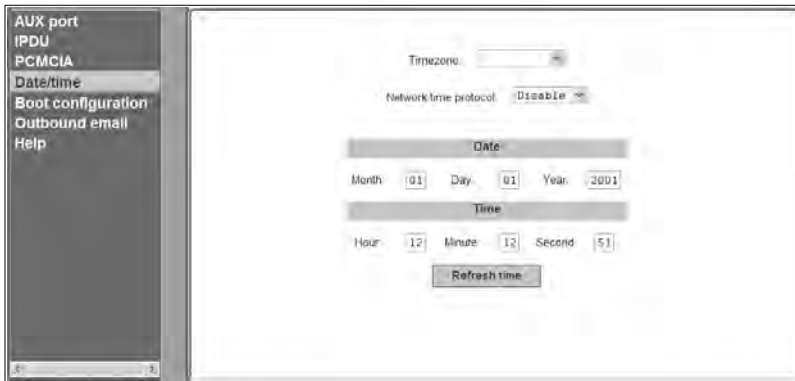 AUX port
IPDU
PCMCIA
Date/time
Boot configuration
Outbound email
Help
Timezone:
Network time protocol: Disable
Date
Month 01 Day 01 Year 2001
Time
Hour 12 Minute 12 Second 51
Refresh time